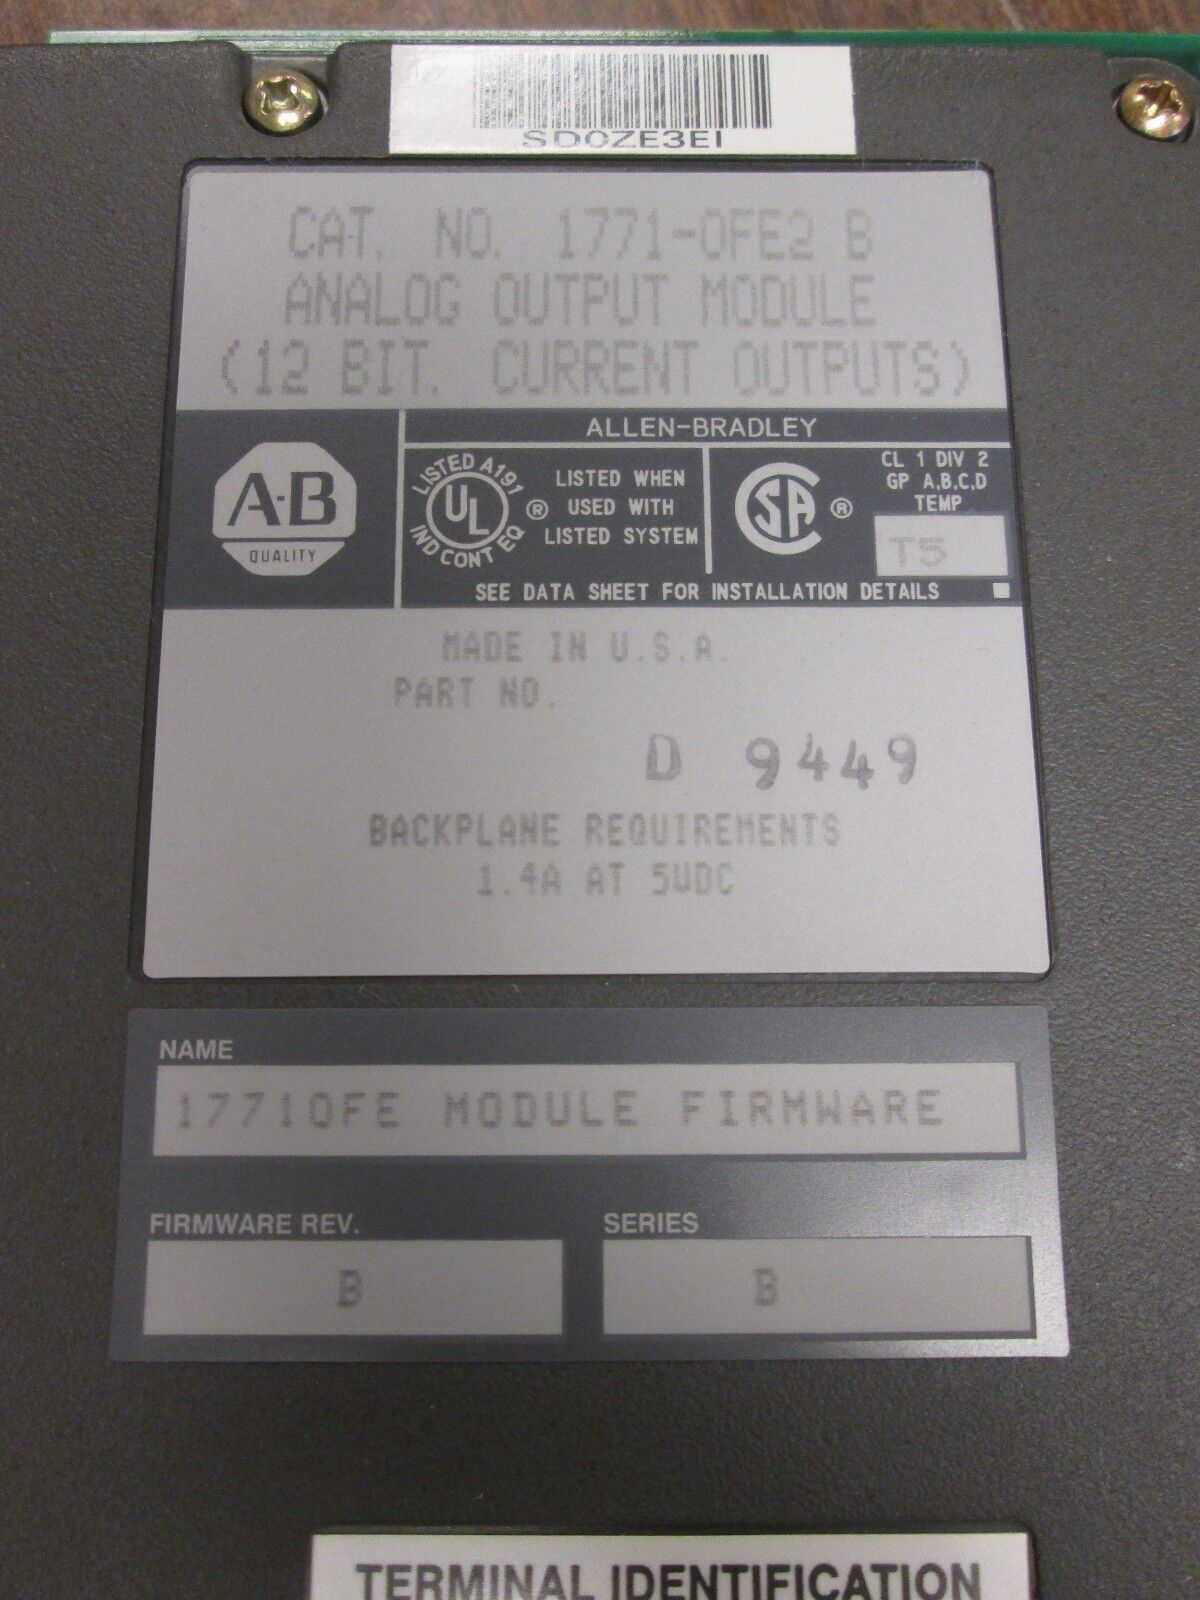 SD0ZE3EI
CAT. NO. 1771-OFE2 B
ANALOG OUTPUT MODULE
(12 BIT. CURRENT OUTPUTS)
ALLEN-BRADLEY
A-B
QUALITY
LISTED A191
UL ®
IND CONT EQ
LISTED WHEN
USED WITH
LISTED SYSTEM
CSA ®
CL 1 DIV 2
GP A,B,C,D
TEMP
T5
SEE DATA SHEET FOR INSTALLATION DETAILS
MADE IN U.S.A.
PART NO.
D 9449
BACKPLANE REQUIREMENTS
1.4A AT 5VDC
NAME
1771OFE MODULE FIRMWARE
FIRMWARE REV.
SERIES
B
B
TERMINAL IDENTIFICATION